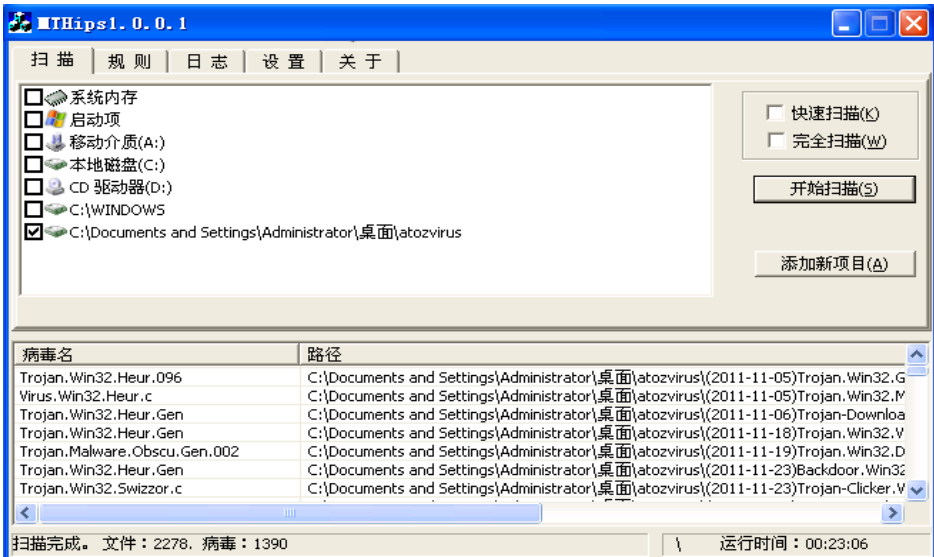 MTHips1.0.0.1
扫 描 规 则 日 志 设 置 关 于
系统内存
启动项
移动介质(A:)
本地磁盘(C:)
CD 驱动器(D:)
C:\WINDOWS
C:\Documents and Settings\Administrator\桌面\atozvirus
快速扫描(K)
完全扫描(W)
开始扫描(S)
添加新项目(A)
病毒名 路径
Trojan.Win32.Heur.096 C:\Documents and Settings\Administrator\桌面\atozvirus\(2011-11-05)Trojan.Win32.G
Virus.Win32.Heur.c C:\Documents and Settings\Administrator\桌面\atozvirus\(2011-11-05)Trojan.Win32.M
Trojan.Win32.Heur.Gen C:\Documents and Settings\Administrator\桌面\atozvirus\(2011-11-06)Trojan-Downloa
Trojan.Win32.Heur.Gen C:\Documents and Settings\Administrator\桌面\atozvirus\(2011-11-18)Trojan.Win32.V
Trojan.Malware.Obscu.Gen.002 C:\Documents and Settings\Administrator\桌面\atozvirus\(2011-11-19)Trojan.Win32.D
Trojan.Win32.Heur.Gen C:\Documents and Settings\Administrator\桌面\atozvirus\(2011-11-23)Backdoor.Win32
Trojan.Win32.Swizzor.c C:\Documents and Settings\Administrator\桌面\atozvirus\(2011-11-23)Trojan-Clicker.V
扫描完成。 文件：2278. 病毒：1390 \ 运行时间：00:23:06